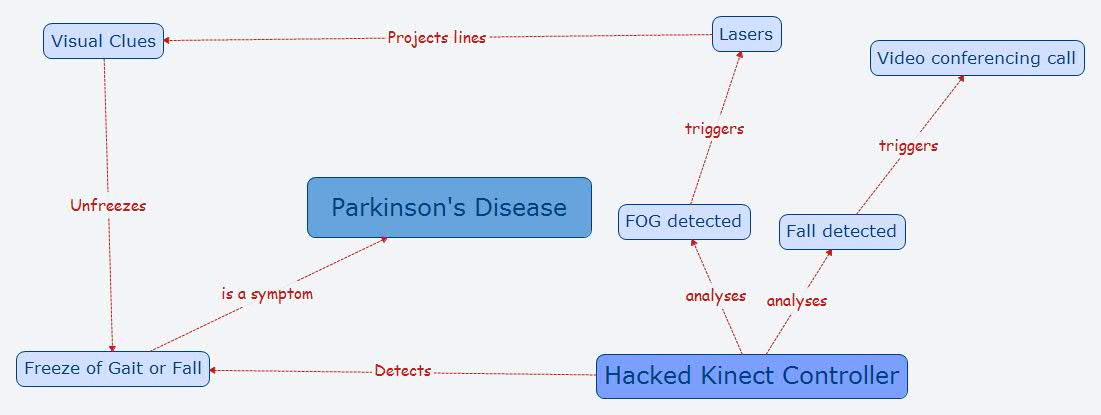 Visual Clues
Projects lines
Lasers
Video conferencing call
triggers
triggers
Unfreezes
Parkinson's Disease
FOG detected
Fall detected
is a symptom
analyses
analyses
Freeze of Gait or Fall
Detects
Hacked Kinect Controller